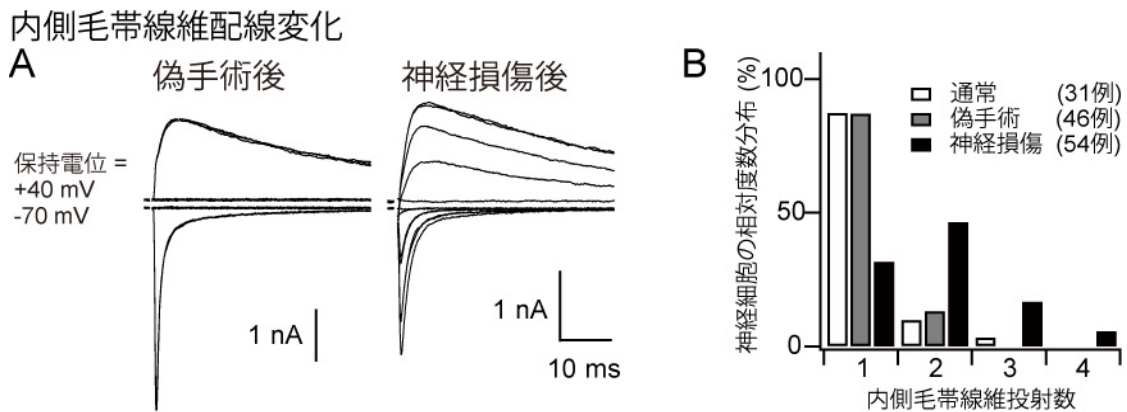 内側毛帯線維配線変化
A
偽手術後
神経損傷後
保持電位 =
+40 mV
-70 mV
1 nA
1 nA
10 ms
B
神経細胞の相対度数分布 (%)
100
50
0
通常 (31例)
偽手術 (46例)
神経損傷 (54例)
1 2 3 4
内側毛帯線維投射数